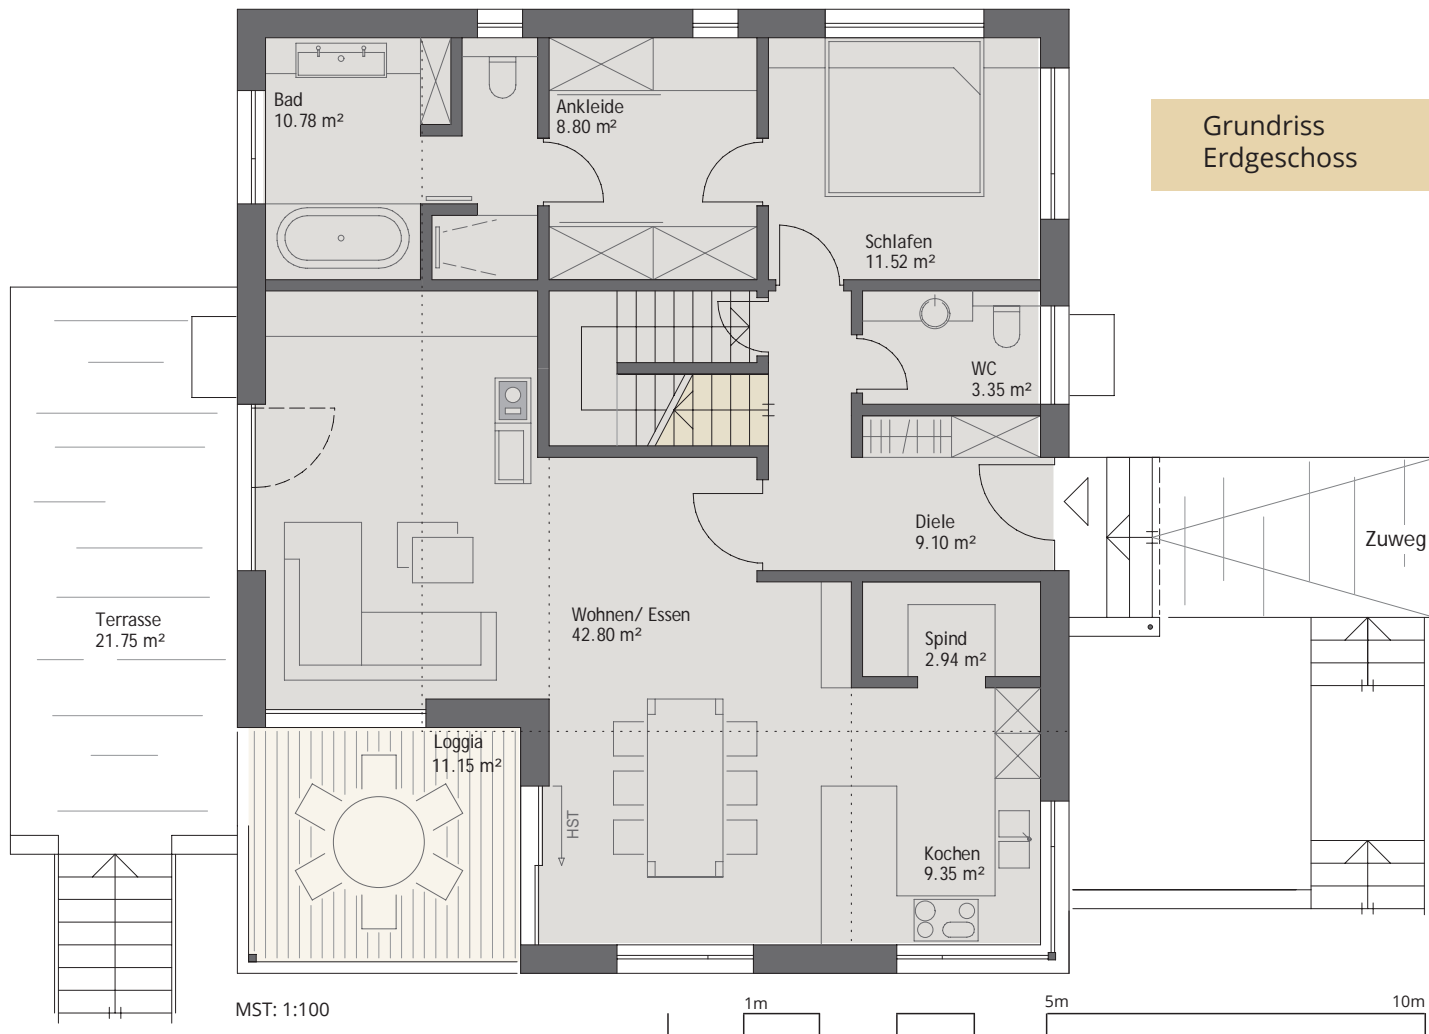 Grundriss
Erdgeschoss
Bad
10.78 m²
Ankleide
8.80 m²
Schlafen
11.52 m²
WC
3.35 m²
Diele
9.10 m²
Zuweg
Wohnen/ Essen
42.80 m²
Terrasse
21.75 m²
Spind
2.94 m²
Loggia
11.15 m²
HST
Kochen
9.35 m²
MST: 1:100
1m
5m
10m